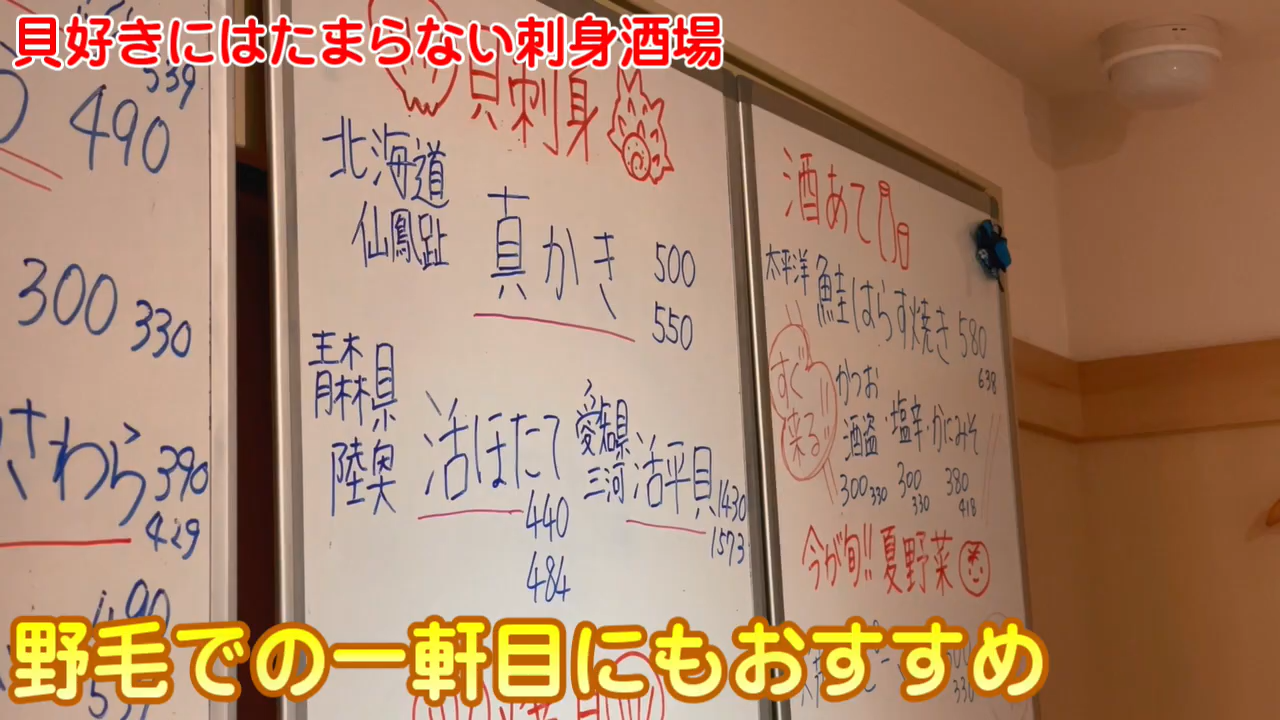 貝好きにはたまらない刺身酒場
539
490
300 330
さわら 390
429
490
貝刺身
北海道
仙鳳趾
真かき 500
550
青森県
陸奥
活ほたて
440
484
愛知県
三河
活平貝 1430
1573
酒あて
太平洋
鮭はらす焼き 580
638
すぐ
来る!!
かつお
酒盗・塩辛・かにみそ
300 330 300 330 380 418
今が旬!! 夏野菜
330
野毛での一軒目にもおすすめ